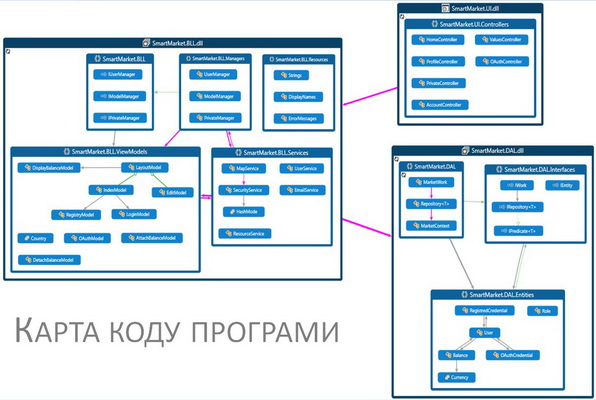 SmartMarket.BLL.dll
SmartMarket.BLL
IUserManager
IModelManager
IPrivateManager
SmartMarket.BLL.Managers
UserManager
ModelManager
PrivateManager
SmartMarket.BLL.Resources
Strings
DisplayNames
ErrorMessages
SmartMarket.BLL.ViewModels
DisplayBalanceModel
LayoutModel
IndexModel
EditModel
RegistryModel
LoginModel
Country
OAuthModel
AttachBalanceModel
DetachBalanceModel
SmartMarket.BLL.Services
MapService
UserService
SecurityService
EmailService
HashMode
ResourceService
SmartMarket.UI.dll
SmartMarket.UI.Controllers
HomeController
ValuesController
ProfileController
OAuthController
PrivateController
AccountController
SmartMarket.DAL.dll
SmartMarket.DAL
MarketWork
Repository<T>
MarketContext
SmartMarket.DAL.Interfaces
IWork
IEntity
IRepository<T>
IPredicate<T>
SmartMarket.DAL.Entities
RegistredCredential
Role
User
Balance
OAuthCredential
Currency
КАРТА КОДУ ПРОГРАМИ